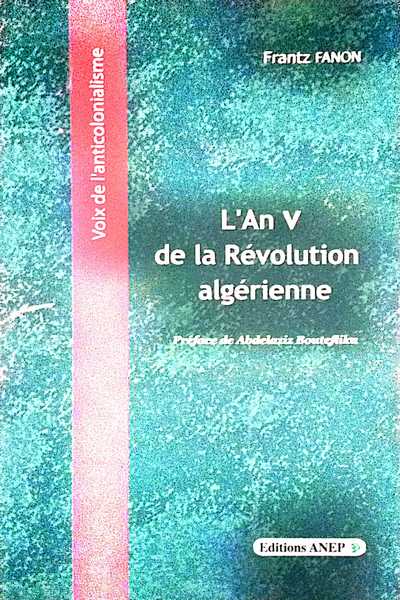 Frantz FANON
Voix de l'anticolonialisme
L'An V
de la Révolution
algérienne
Préface de Abdelaziz Bouteflika
Editions ANEP